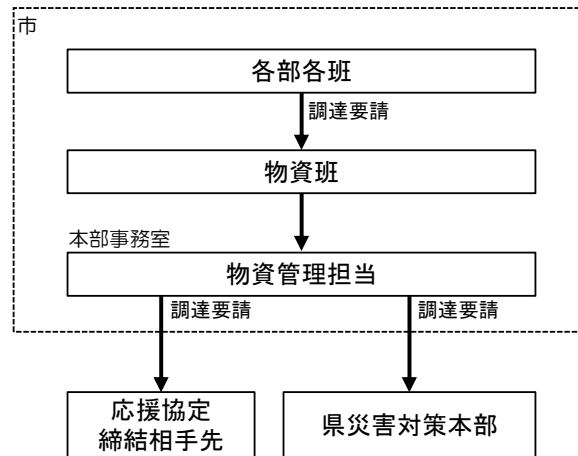 市
各部各班
調達要請
物資班
本部事務室
物資管理担当
調達要請
調達要請
応援協定
締結相手先
県災害対策本部